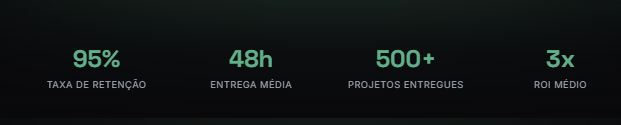 95% 48h 500+ 3x
TAXA DE RETENÇÃO ENTREGA MÉDIA PROJETOS ENTREGUES ROI MÉDIO